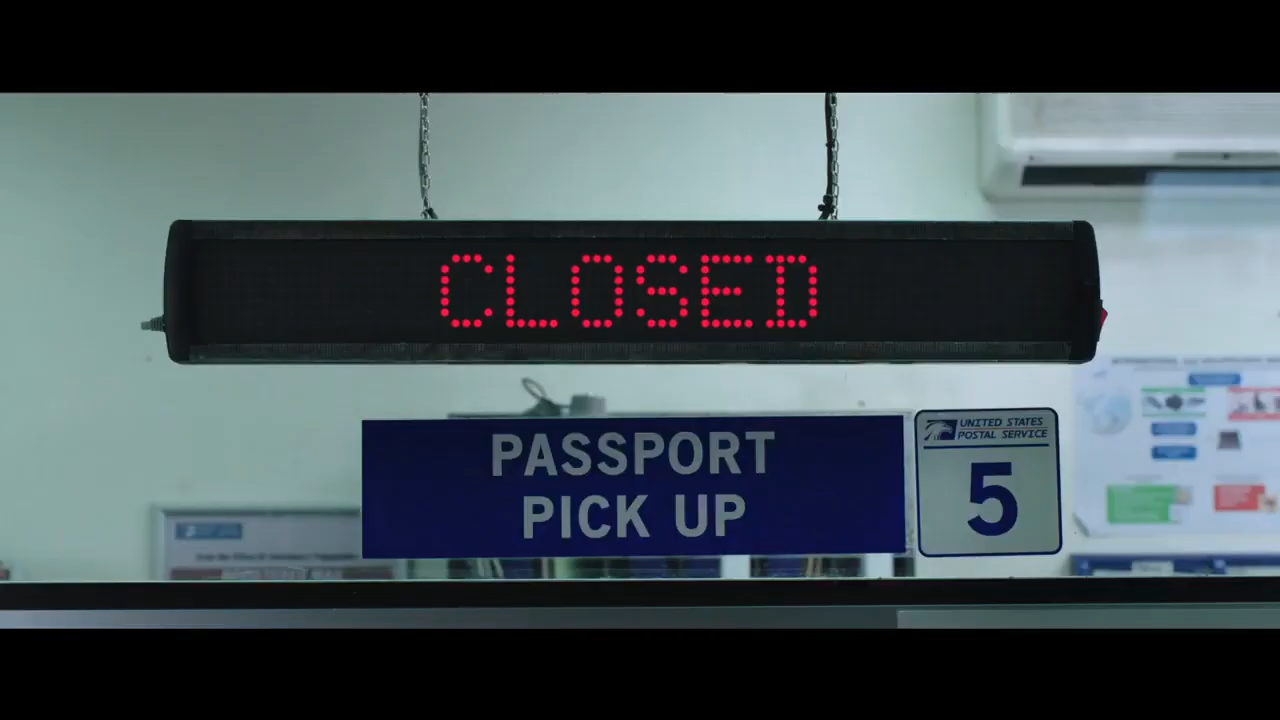 CLOSED
PASSPORT
PICK UP
UNITED STATES
POSTAL SERVICE
5